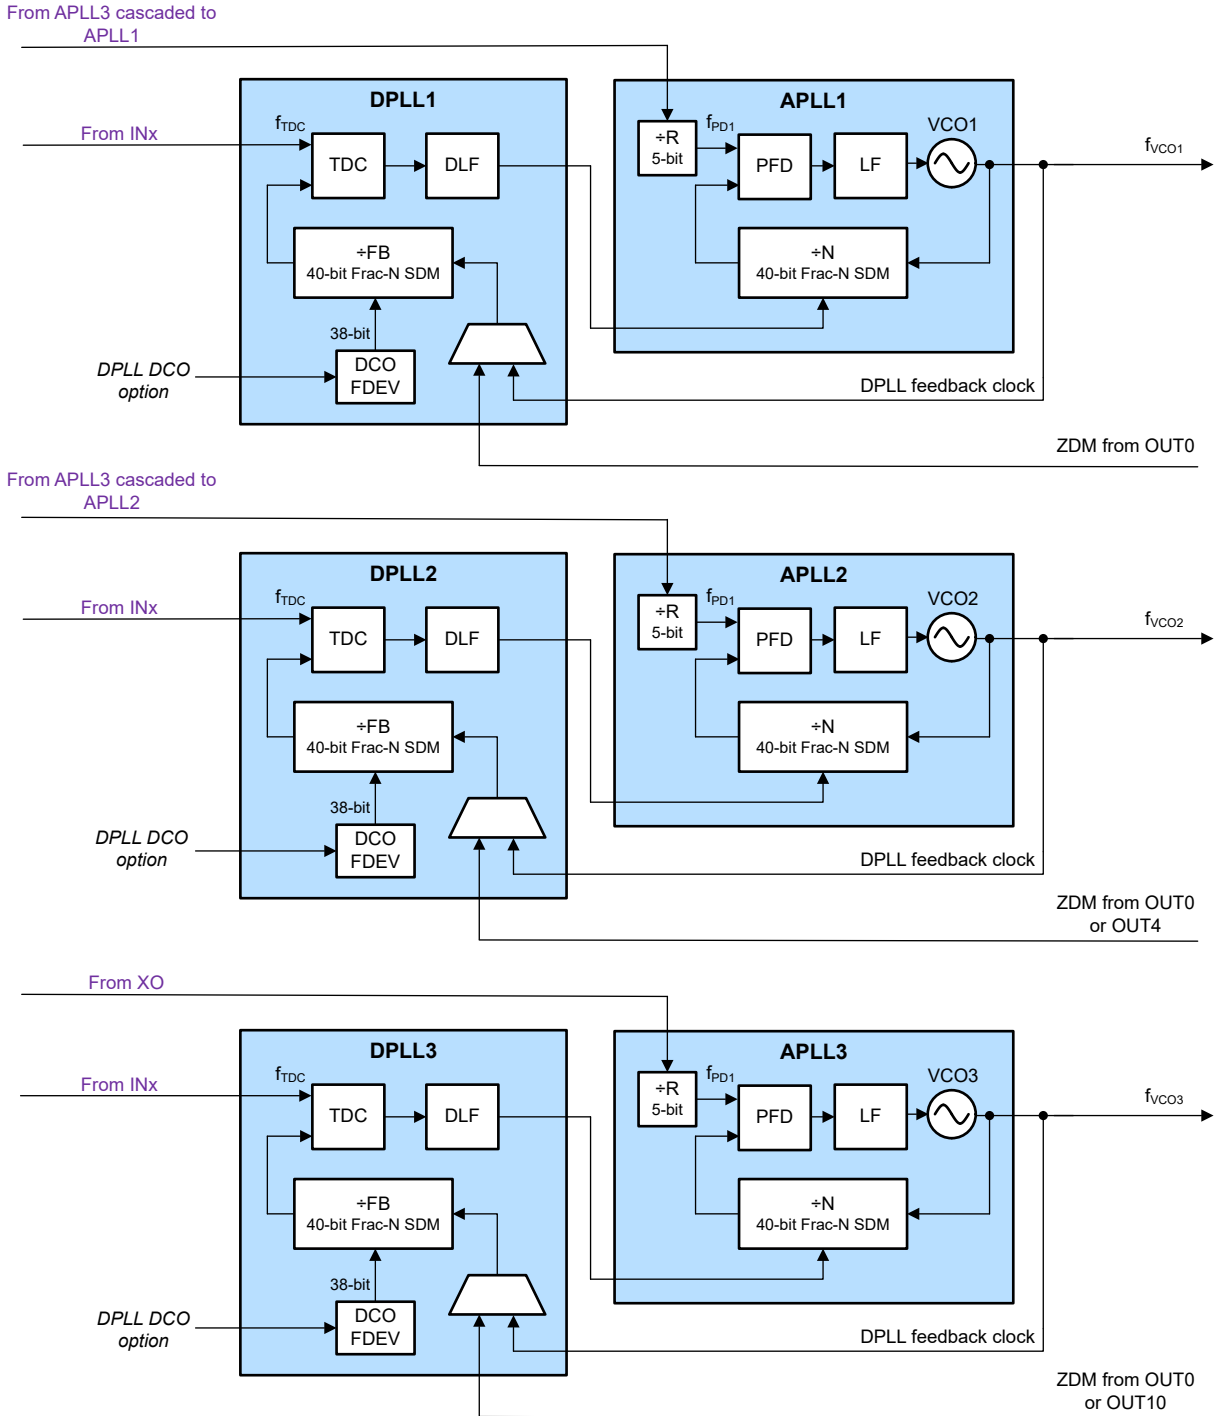 From APLL3 cascaded to
APLL1
DPLL1
APLL1
From INx
fTDC
TDC
DLF
÷R
5-bit
fPD1
PFD
LF
VCO1
fVCO1
÷FB
40-bit Frac-N SDM
÷N
40-bit Frac-N SDM
38-bit
DPLL DCO
option
DCO
FDEV
DPLL feedback clock
ZDM from OUT0
From APLL3 cascaded to
APLL2
DPLL2
APLL2
From INx
fTDC
TDC
DLF
÷R
5-bit
fPD1
PFD
LF
VCO2
fVCO2
÷FB
40-bit Frac-N SDM
÷N
40-bit Frac-N SDM
38-bit
DPLL DCO
option
DCO
FDEV
DPLL feedback clock
ZDM from OUT0
or OUT4
From XO
DPLL3
APLL3
From INx
fTDC
TDC
DLF
÷R
5-bit
fPD1
PFD
LF
VCO3
fVCO3
÷FB
40-bit Frac-N SDM
÷N
40-bit Frac-N SDM
38-bit
DPLL DCO
option
DCO
FDEV
DPLL feedback clock
ZDM from OUT0
or OUT10